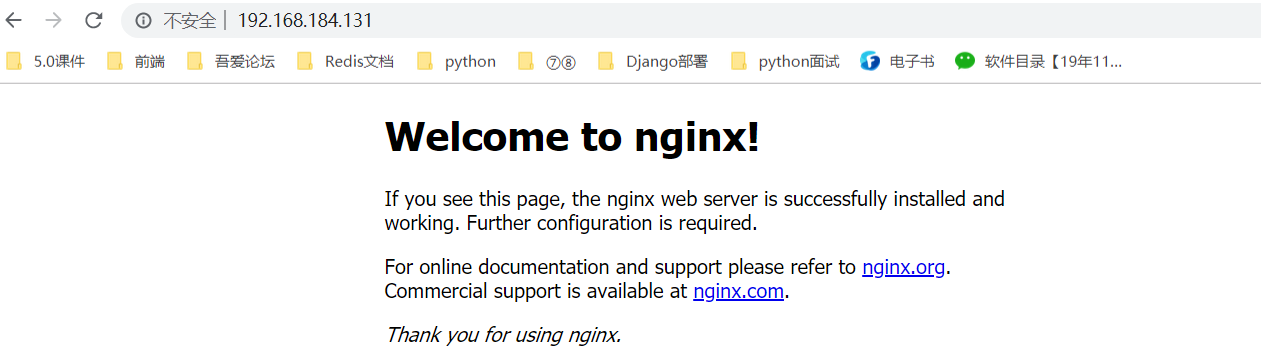 不安全 | 192.168.184.131
5.0课件 前端 吾爱论坛 Redis文档 python ⑦⑧ Django部署 python面试 电子书 软件目录【19年11...
Welcome to nginx!
If you see this page, the nginx web server is successfully installed and
working. Further configuration is required.
For online documentation and support please refer to nginx.org.
Commercial support is available at nginx.com.
Thank you for using nginx.